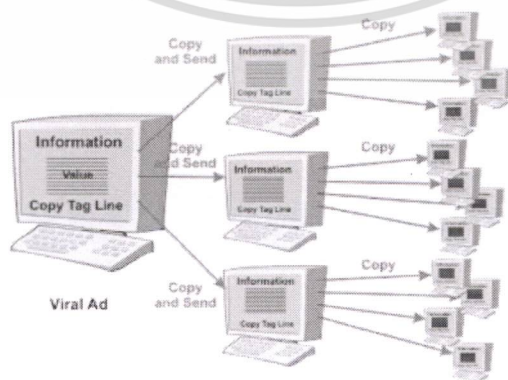 Copy
Copy
and Send
Information
Copy Tag Line
Information
Value
Copy Tag Line
Viral Ad
Copy
and Send
Copy
Information
Copy Tag Line
Copy
and Send
Copy
Information
Copy Tag Line